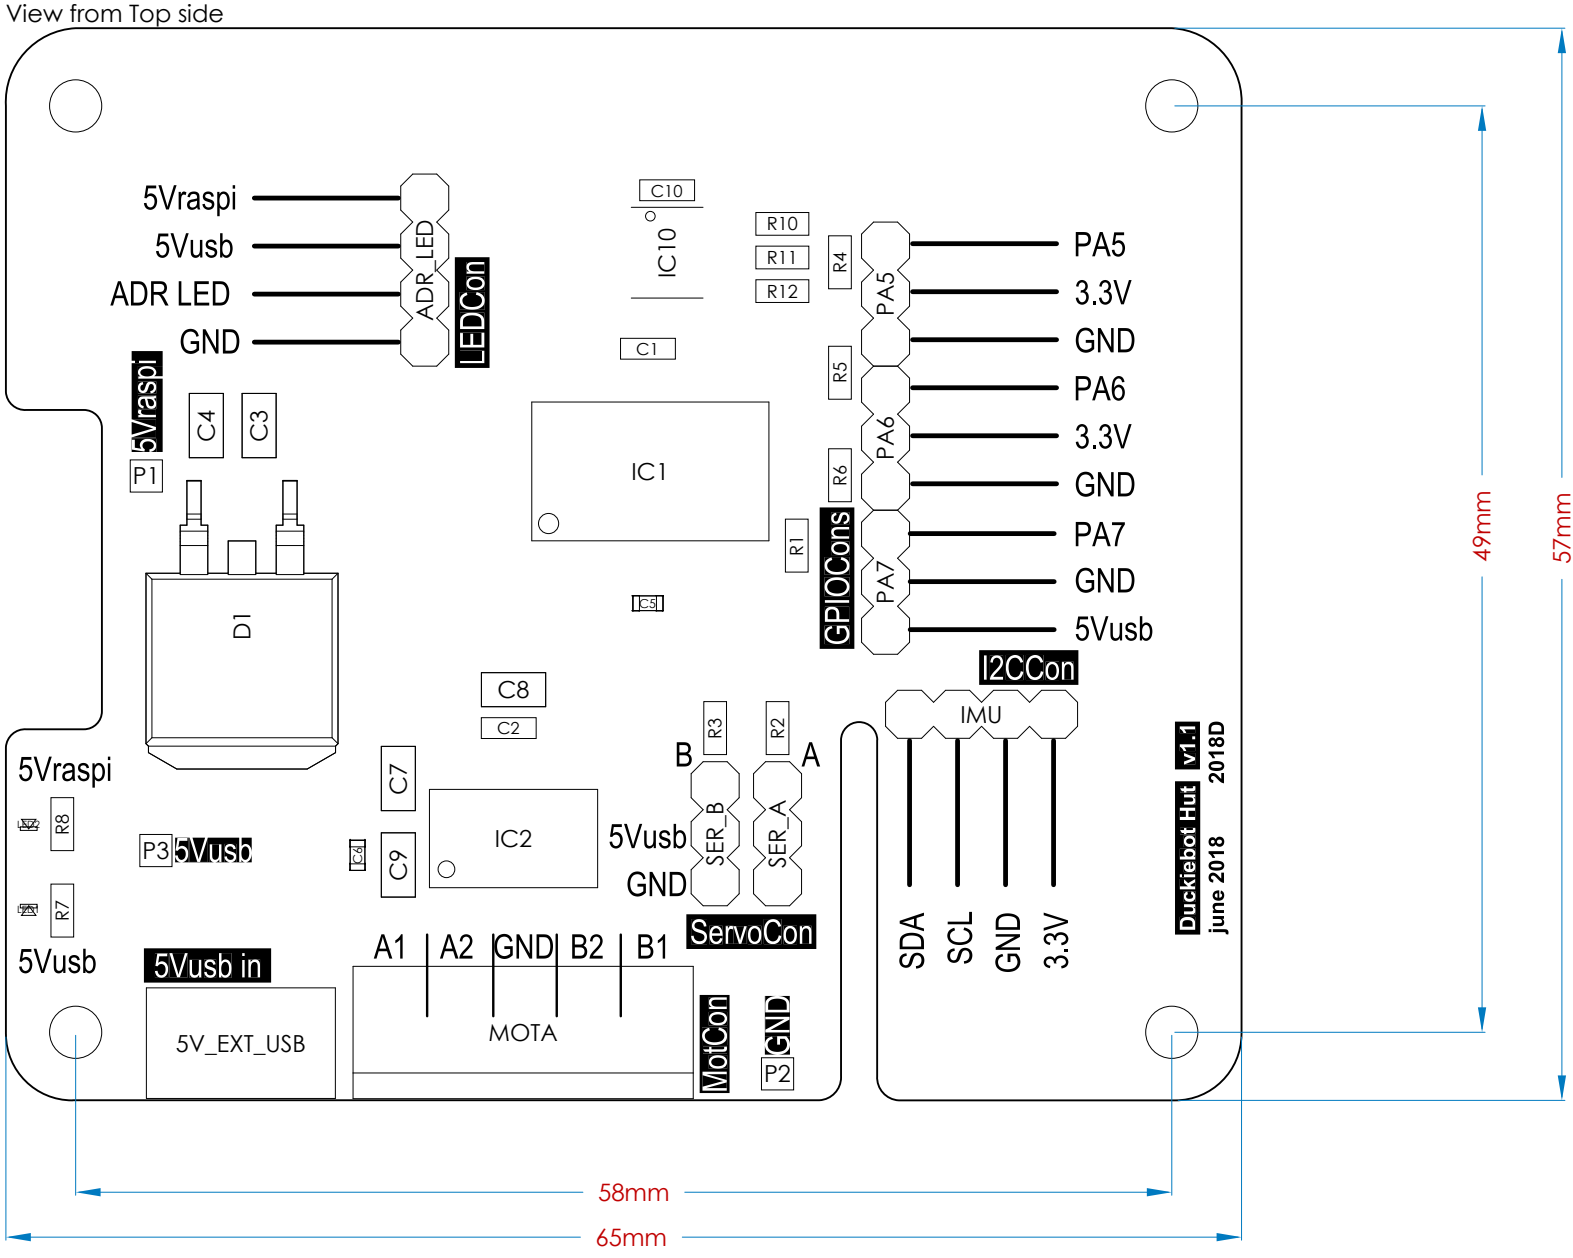 View from Top side
5Vraspi
5Vusb
ADR LED
GND
ADR_LED
LEDCon
C10
IC10
R10
R11
R12
R4
PA5
PA5
3.3V
GND
C1
R5
PA6
PA6
3.3V
GND
R6
PA7
PA7
GND
5Vusb
GPIOCons
5Vraspi
P1
C4
C3
IC1
R1
C5
D1
C8
C2
I2CCon
IMU
SDA
SCL
GND
3.3V
R3
R2
B
A
5Vusb
GND
SER_B
SER_A
ServoCon
5Vraspi
R8
P3
5Vusb
R7
5Vusb
C7
C6
C9
IC2
5Vusb in
5V_EXT_USB
A1
A2
GND
B2
B1
MOTA
MotCon
GND
P2
Duckiebot Hut v1.1
june 2018 2018D
49mm
57mm
58mm
65mm